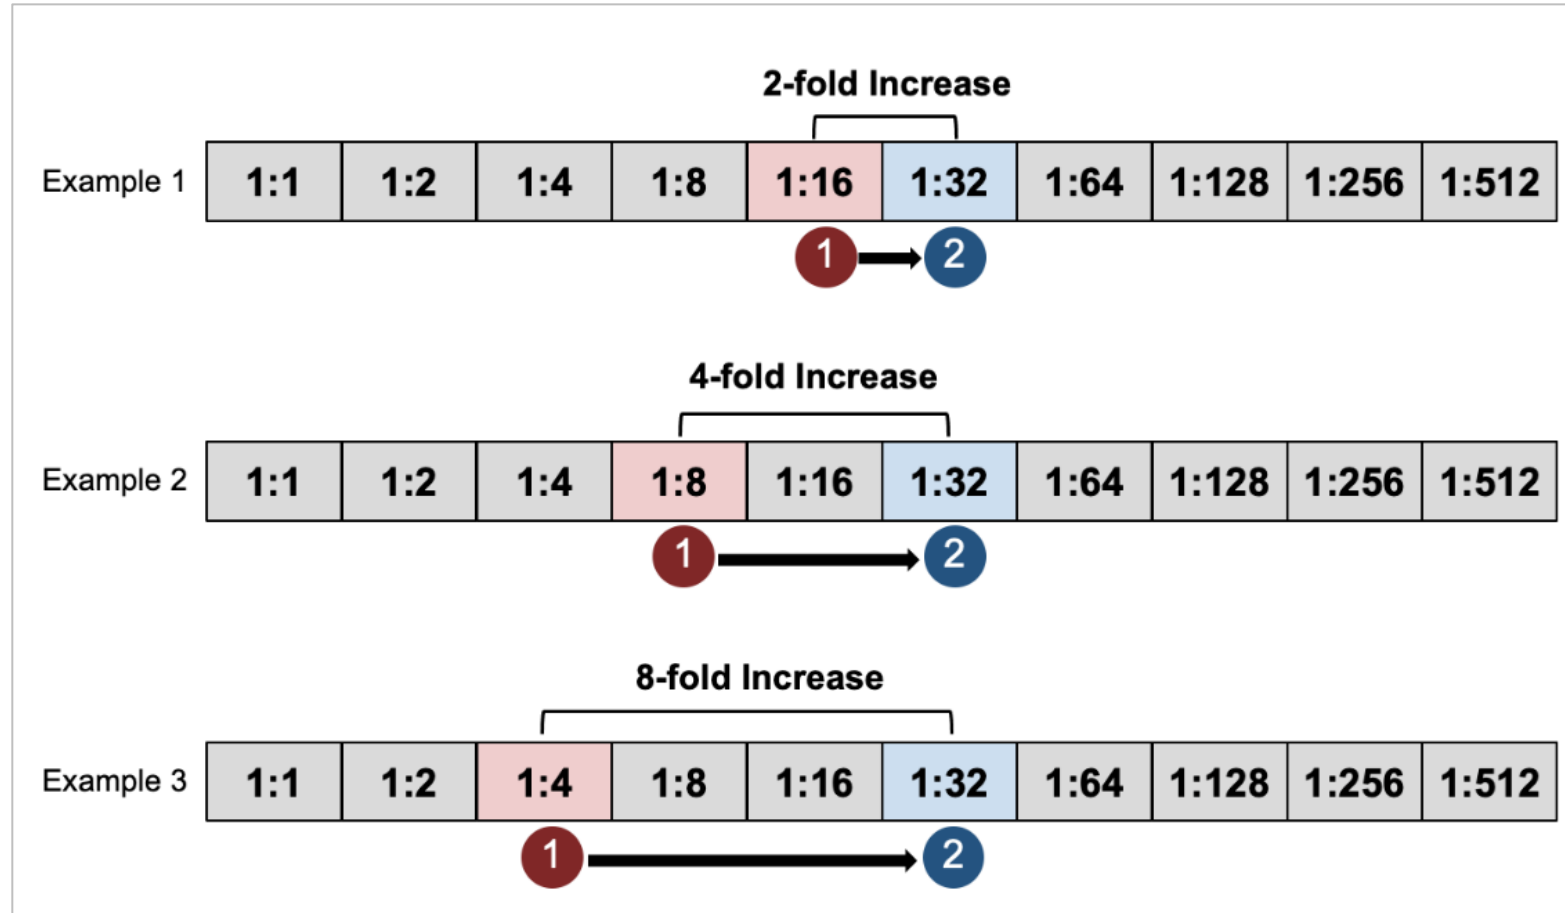 2-fold Increase
Example 1 1:1 1:2 1:4 1:8 1:16 1:32 1:64 1:128 1:256 1:512
1 2
4-fold Increase
Example 2 1:1 1:2 1:4 1:8 1:16 1:32 1:64 1:128 1:256 1:512
1 2
8-fold Increase
Example 3 1:1 1:2 1:4 1:8 1:16 1:32 1:64 1:128 1:256 1:512
1 2